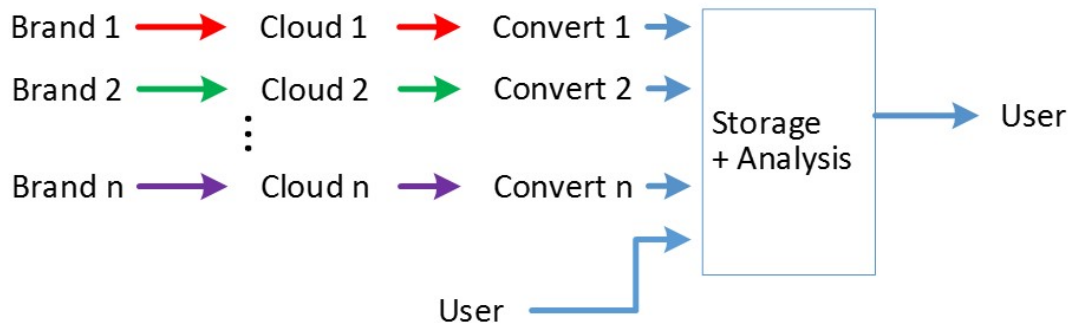 Brand 1 Cloud 1 Convert 1
Brand 2 Cloud 2 Convert 2
Storage
+ Analysis
User
Brand n Cloud n Convert n
User